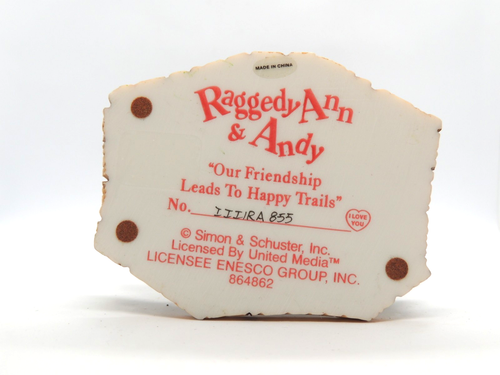 MADE IN CHINA
Raggedy Ann
& Andy
"Our Friendship
Leads To Happy Trails"
No. IIIIRA 855
I LOVE
YOU
© Simon & Schuster, Inc.
Licensed By United Media™
LICENSEE ENESCO GROUP, INC.
864862